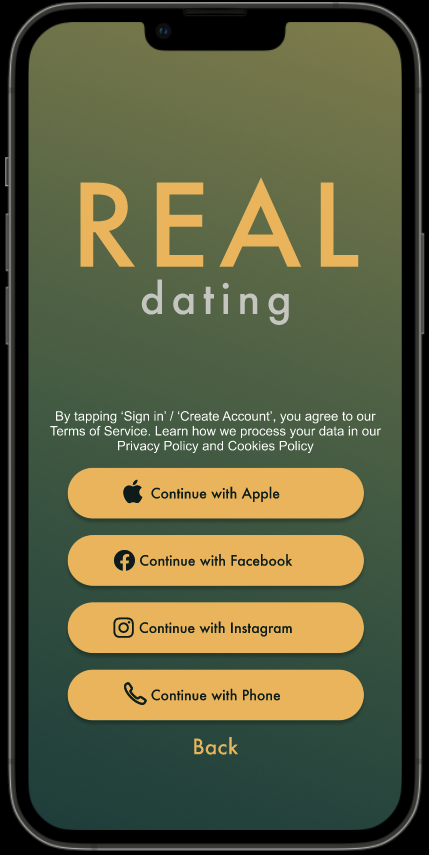 REAL
dating
By tapping ‘Sign in’ / ‘Create Account’, you agree to our
Terms of Service. Learn how we process your data in our
Privacy Policy and Cookies Policy
Continue with Apple
Continue with Facebook
Continue with Instagram
Continue with Phone
Back